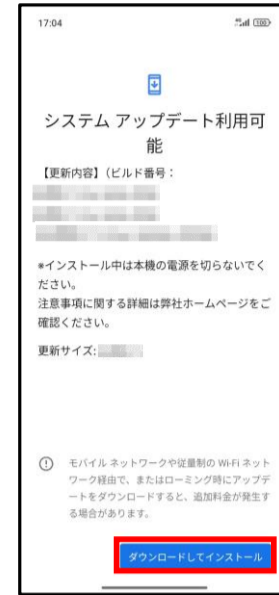 17:04
100
システム アップデート利用可
能
【更新内容】(ビルド番号：
*インストール中は本機の電源を切らないでく
ださい。
注意事項に関する詳細は弊社ホームページをご
確認ください。
更新サイズ:
モバイル ネットワークや従量制の Wi-Fi ネット
ワーク経由で、またはローミング時にアップデ
ートをダウンロードすると、追加料金が発生す
る場合があります。
ダウンロードしてインストール